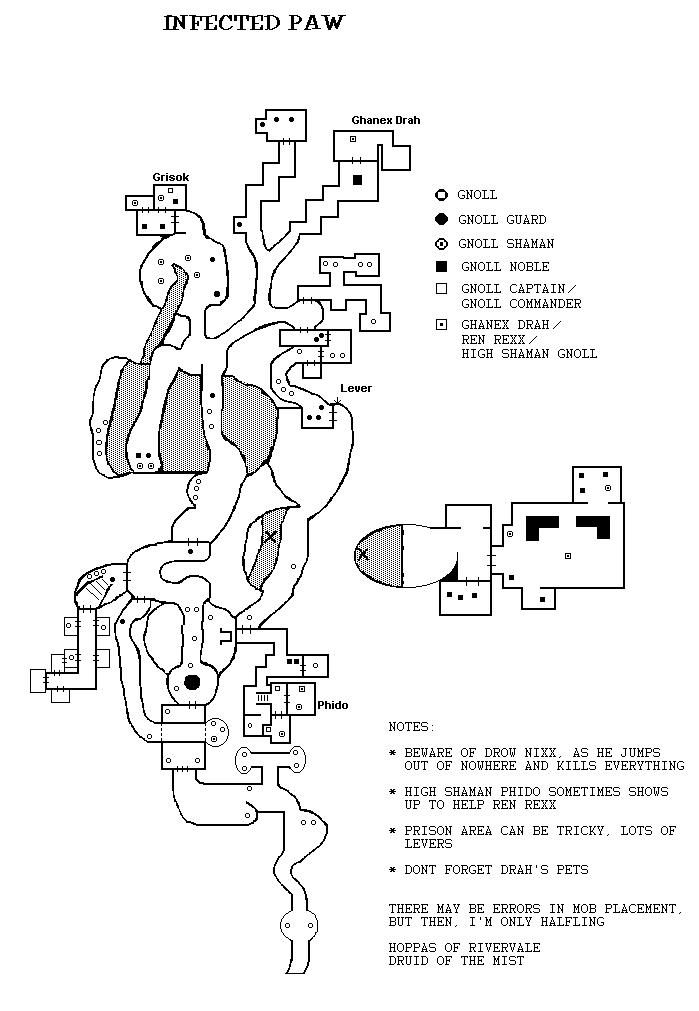 INFECTED PAW
Ghanex Drah
Grisok
GNOLL
GNOLL GUARD
GNOLL SHAMAN
GNOLL NOBLE
GNOLL CAPTAIN/
GNOLL COMMANDER
GHANEX DRAH/
REN REXX/
HIGH SHAMAN GNOLL
Lever
Phido
NOTES:
* BEWARE OF DROW NIXX, AS HE JUMPS
OUT OF NOWHERE AND KILLS EVERYTHING
* HIGH SHAMAN PHIDO SOMETIMES SHOWS
UP TO HELP REN REXX
* PRISON AREA CAN BE TRICKY, LOTS OF
LEVERS
* DONT FORGET DRAH'S PETS
THERE MAY BE ERRORS IN MOB PLACEMENT,
BUT THEN, I'M ONLY HALFLING
HOPPAS OF RIVERVALE
DRUID OF THE MIST